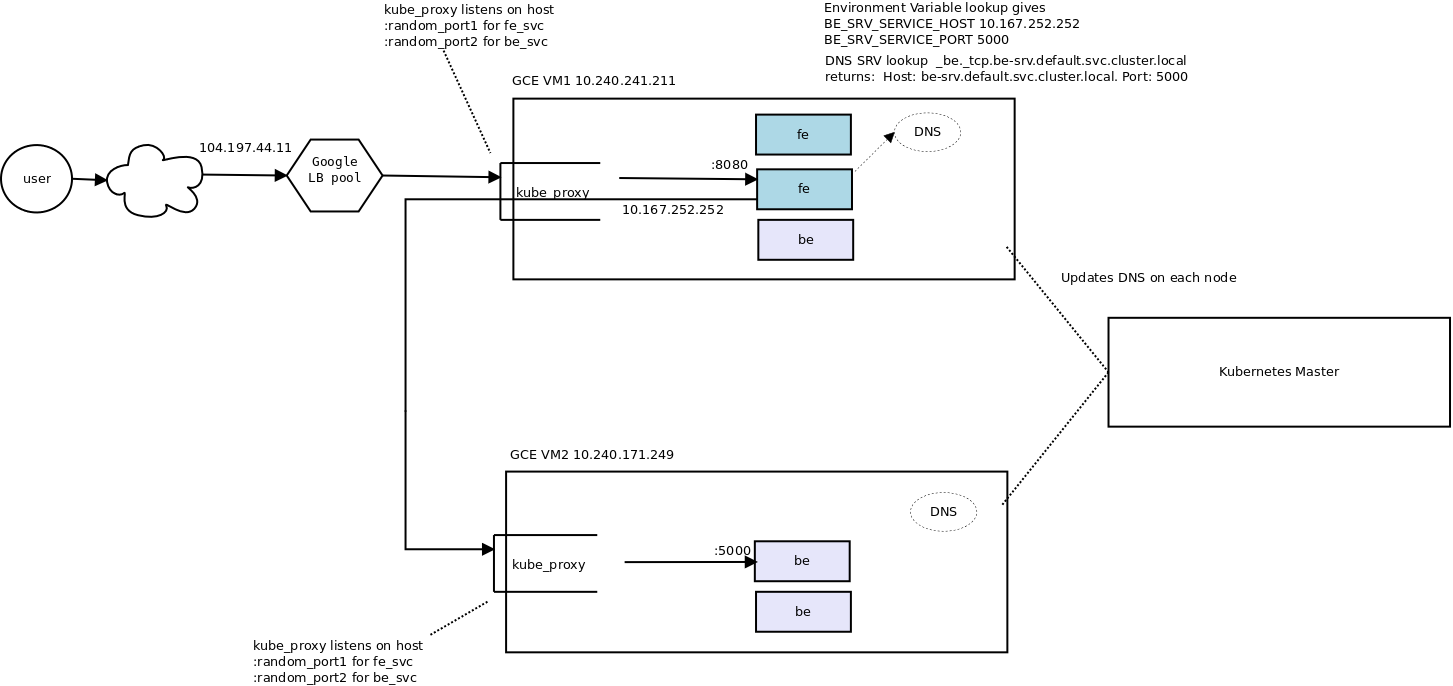 kube_proxy listens on host
:random_port1 for fe_svc
:random_port2 for be_svc
Environment Variable lookup gives
BE_SRV_SERVICE_HOST 10.167.252.252
BE_SRV_SERVICE_PORT 5000
DNS SRV lookup _be._tcp.be-srv.default.svc.cluster.local
returns: Host: be-srv.default.svc.cluster.local. Port: 5000
GCE VM1 10.240.241.211
fe
DNS
user
104.197.44.11
Google
LB pool
kube_proxy
:8080
fe
10.167.252.252
be
Updates DNS on each node
Kubernetes Master
GCE VM2 10.240.171.249
DNS
kube_proxy
:5000
be
be
kube_proxy listens on host
:random_port1 for fe_svc
:random_port2 for be_svc